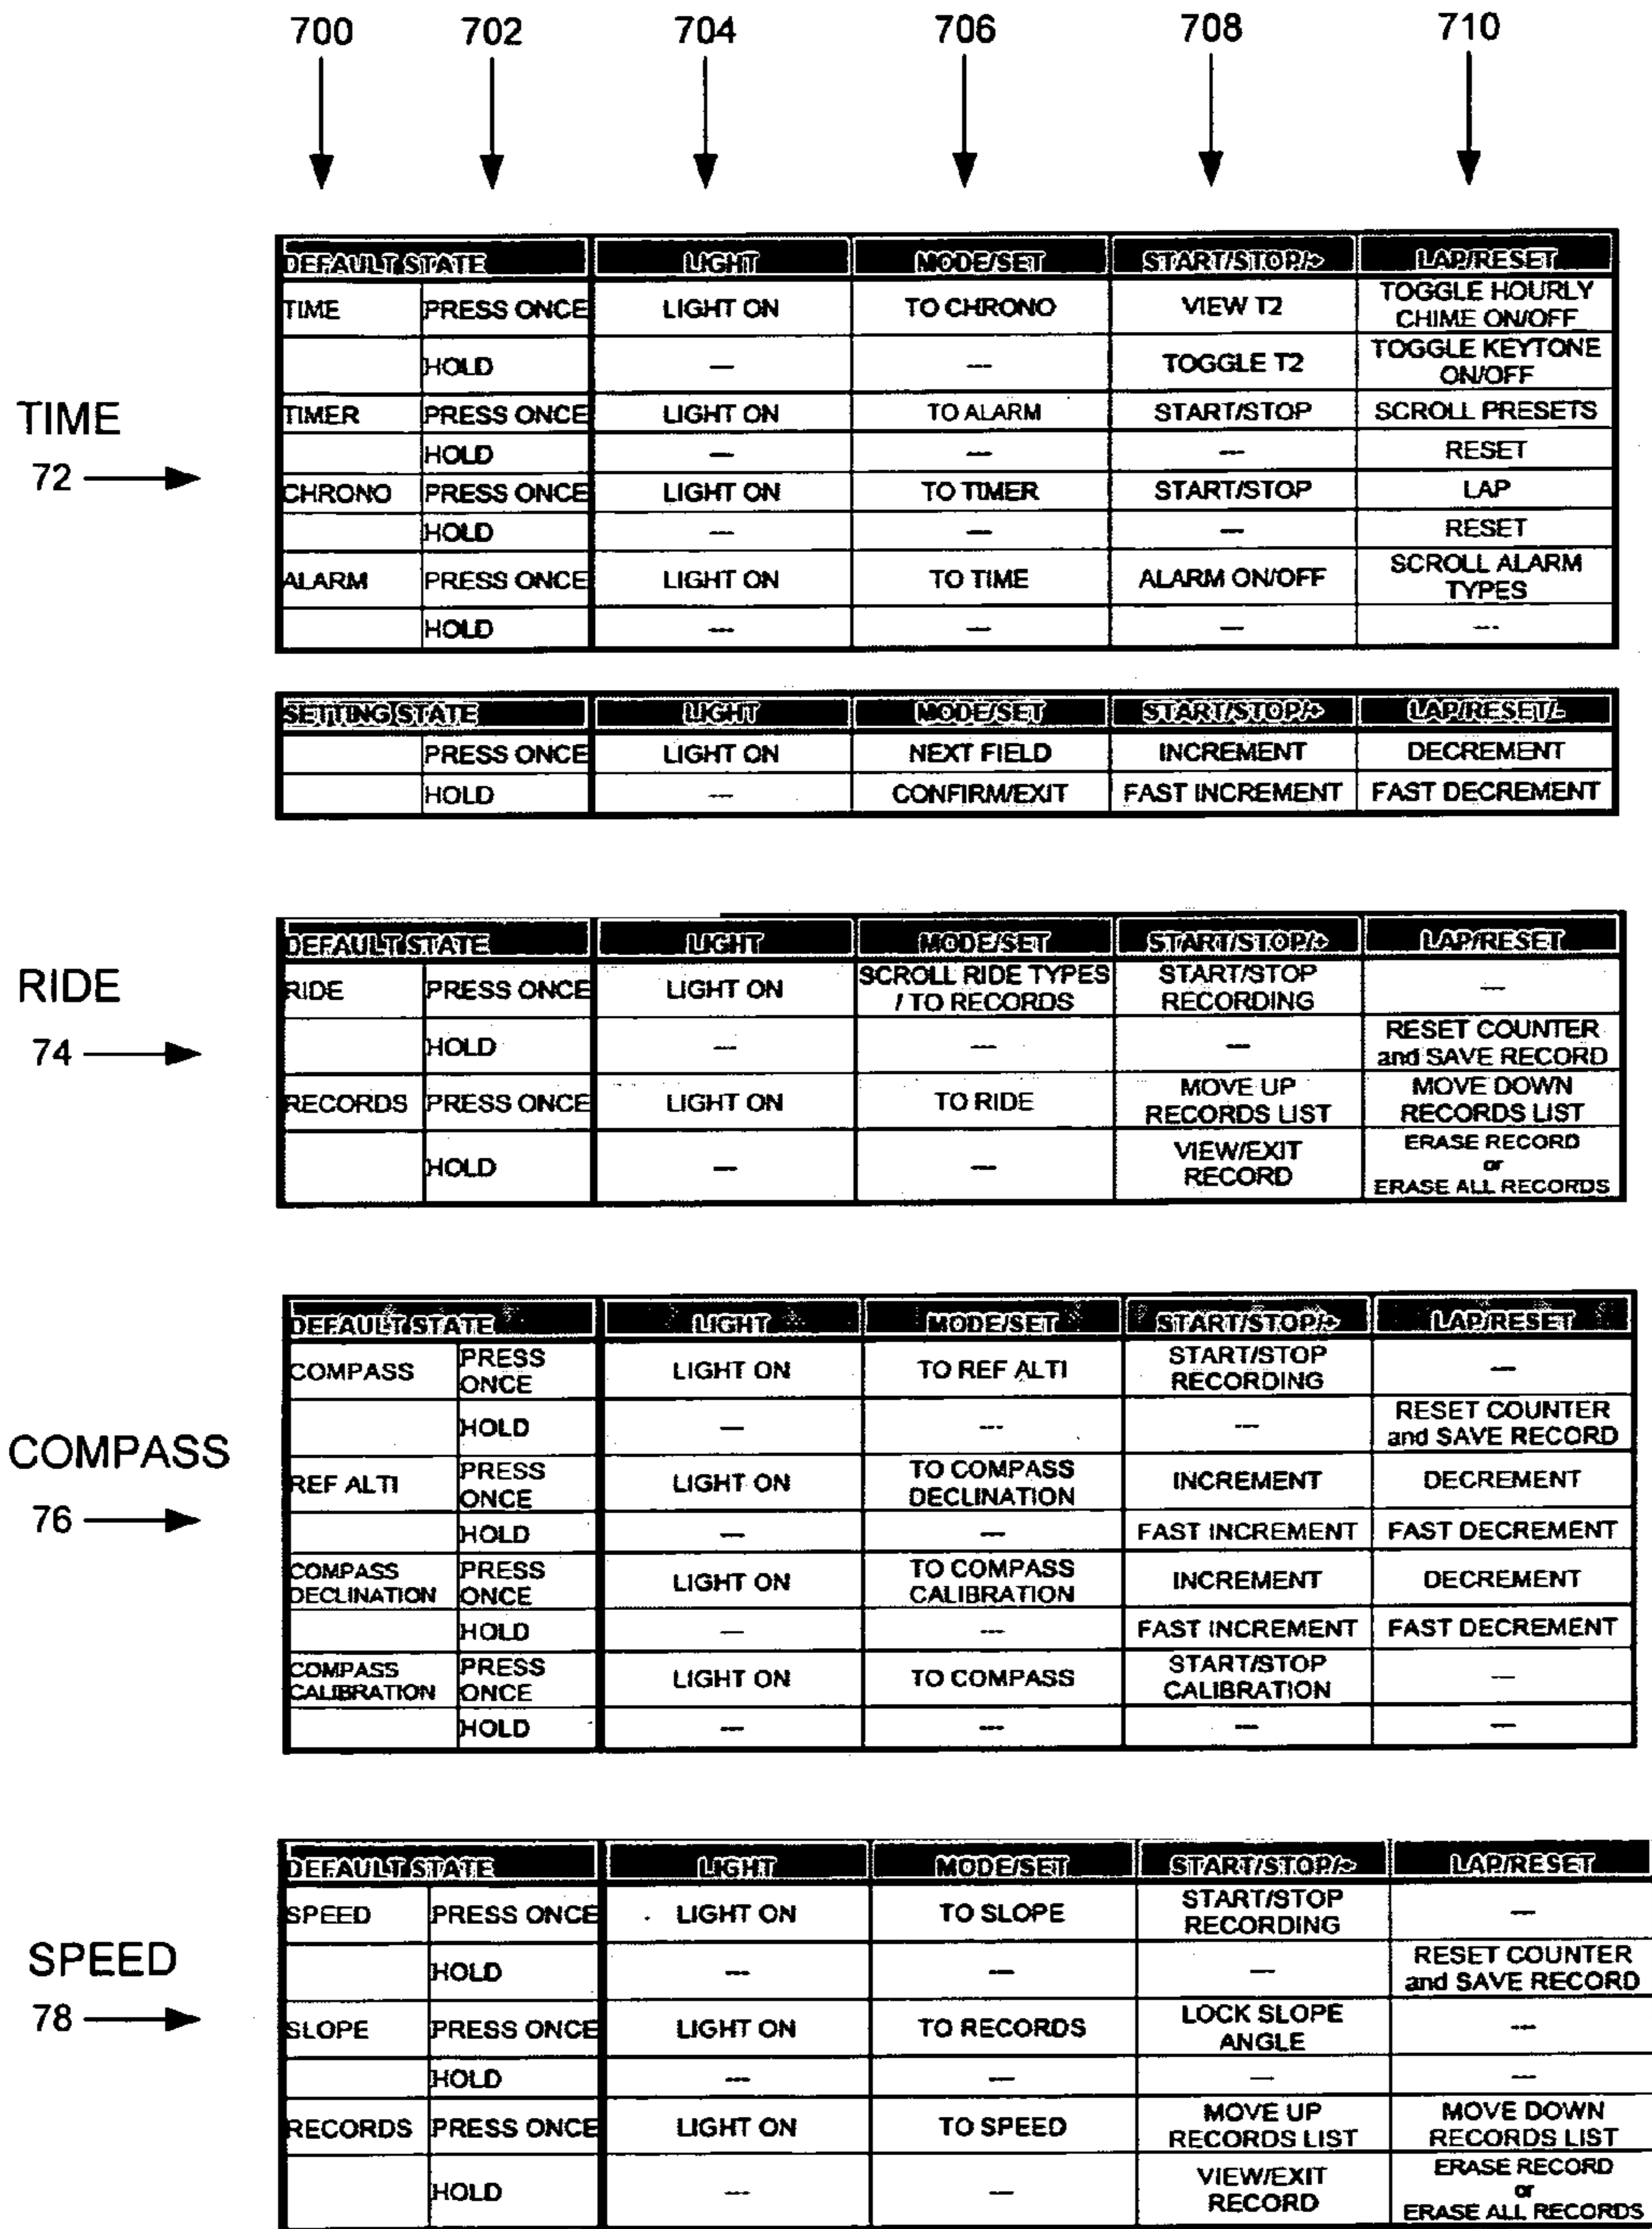 700 702 704 706 708 710
TIME
72
DEFAULT STATE LIGHT MODE/SET START/STOP/+ LAP/RESET
TIME PRESS ONCE LIGHT ON TO CHRONO VIEW T2 TOGGLE HOURLY CHIME ON/OFF
HOLD --- --- TOGGLE T2 TOGGLE KEYTONE ON/OFF
TIMER PRESS ONCE LIGHT ON TO ALARM START/STOP SCROLL PRESETS
HOLD --- --- --- RESET
CHRONO PRESS ONCE LIGHT ON TO TIMER START/STOP LAP
HOLD --- --- --- RESET
ALARM PRESS ONCE LIGHT ON TO TIME ALARM ON/OFF SCROLL ALARM TYPES
HOLD --- --- --- ---
SETTING STATE LIGHT MODE/SET START/STOP/+ LAP/RESET/-
PRESS ONCE LIGHT ON NEXT FIELD INCREMENT DECREMENT
HOLD --- CONFIRM/EXIT FAST INCREMENT FAST DECREMENT
RIDE
74
DEFAULT STATE LIGHT MODE/SET START/STOP/+ LAP/RESET
RIDE PRESS ONCE LIGHT ON SCROLL RIDE TYPES / TO RECORDS START/STOP RECORDING ---
HOLD --- --- --- RESET COUNTER and SAVE RECORD
RECORDS PRESS ONCE LIGHT ON TO RIDE MOVE UP RECORDS LIST MOVE DOWN RECORDS LIST
HOLD --- --- VIEW/EXIT RECORD ERASE RECORD or ERASE ALL RECORDS
COMPASS
76
DEFAULT STATE LIGHT MODE/SET START/STOP/+ LAP/RESET
COMPASS PRESS ONCE LIGHT ON TO REF ALTI START/STOP RECORDING ---
HOLD --- --- --- RESET COUNTER and SAVE RECORD
REF ALTI PRESS ONCE LIGHT ON TO COMPASS DECLINATION INCREMENT DECREMENT
HOLD --- --- FAST INCREMENT FAST DECREMENT
COMPASS DECLINATION PRESS ONCE LIGHT ON TO COMPASS CALIBRATION INCREMENT DECREMENT
HOLD --- --- FAST INCREMENT FAST DECREMENT
COMPASS CALIBRATION PRESS ONCE LIGHT ON TO COMPASS START/STOP CALIBRATION ---
HOLD --- --- --- ---
SPEED
78
DEFAULT STATE LIGHT MODE/SET START/STOP/+ LAP/RESET
SPEED PRESS ONCE LIGHT ON TO SLOPE START/STOP RECORDING ---
HOLD --- --- --- RESET COUNTER and SAVE RECORD
SLOPE PRESS ONCE LIGHT ON TO RECORDS LOCK SLOPE ANGLE ---
HOLD --- --- --- ---
RECORDS PRESS ONCE LIGHT ON TO SPEED MOVE UP RECORDS LIST MOVE DOWN RECORDS LIST
HOLD --- --- VIEW/EXIT RECORD ERASE RECORD or ERASE ALL RECORDS